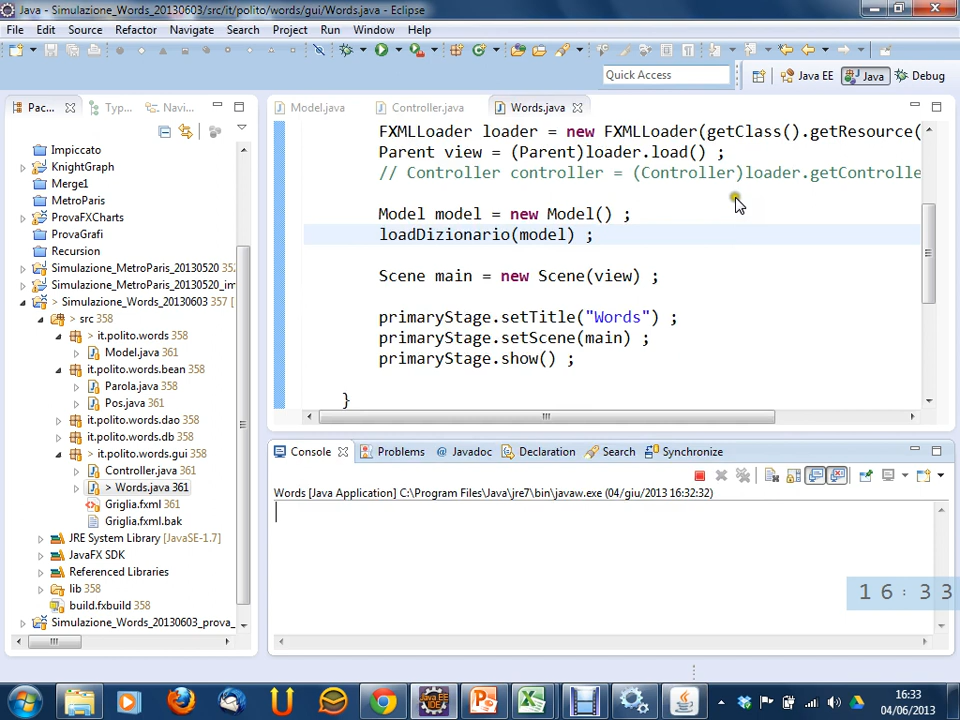 Java - Simulazione_Words_20130603/src/it/polito/words/gui/Words.java - Eclipse
File Edit Source Refactor Navigate Search Project Run Window Help
Quick Access
Java EE
Java
Debug
Pac...
Typ...
Navi...
Impiccato
KnightGraph
Merge1
MetroParis
ProvaFXCharts
ProvaGrafi
Recursion
Simulazione_MetroParis_20130520 352
Simulazione_MetroParis_20130520_im
> Simulazione_Words_20130603 357 [
> src 358
> it.polito.words 358
Model.java 361
> it.polito.words.bean 358
Parola.java 358
Pos.java 361
it.polito.words.dao 358
it.polito.words.db 358
> it.polito.words.gui 358
Controller.java 361
> Words.java 361
Griglia.fxml 361
Griglia.fxml.bak
JRE System Library [JavaSE-1.7]
JavaFX SDK
Referenced Libraries
lib 358
build.fxbuild 358
Simulazione_Words_20130603_prova_
Model.java
Controller.java
Words.java
FXMLLoader loader = new FXMLLoader(getClass().getResource(
Parent view = (Parent)loader.load() ;
// Controller controller = (Controller)loader.getControlle
Model model = new Model() ;
loadDizionario(model) ;
Scene main = new Scene(view) ;
primaryStage.setTitle("Words") ;
primaryStage.setScene(main) ;
primaryStage.show() ;
}
Console
Problems
@ Javadoc
Declaration
Search
Synchronize
Words [Java Application] C:\Program Files\Java\jre7\bin\javaw.exe (04/giu/2013 16:32:32)
16:33
16:33
04/06/2013